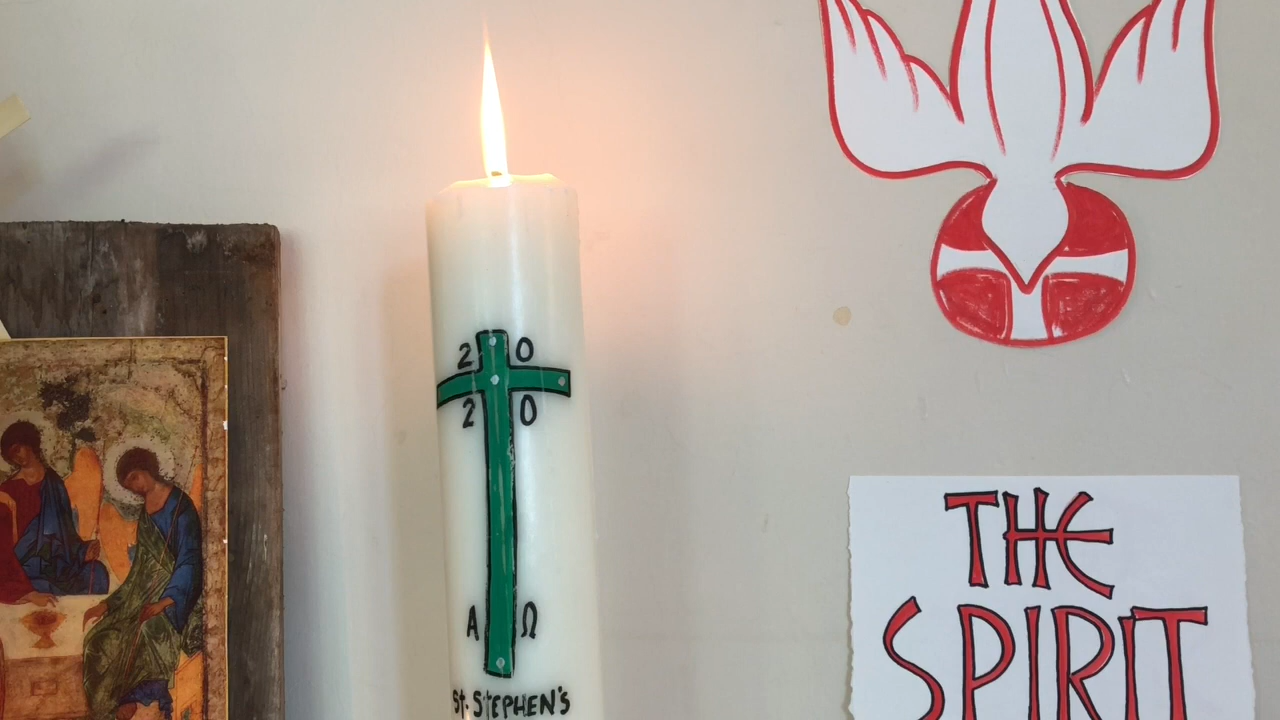 2 0
2 0
Α Ω
St. STEPHEN'S
THE
SPIRIT